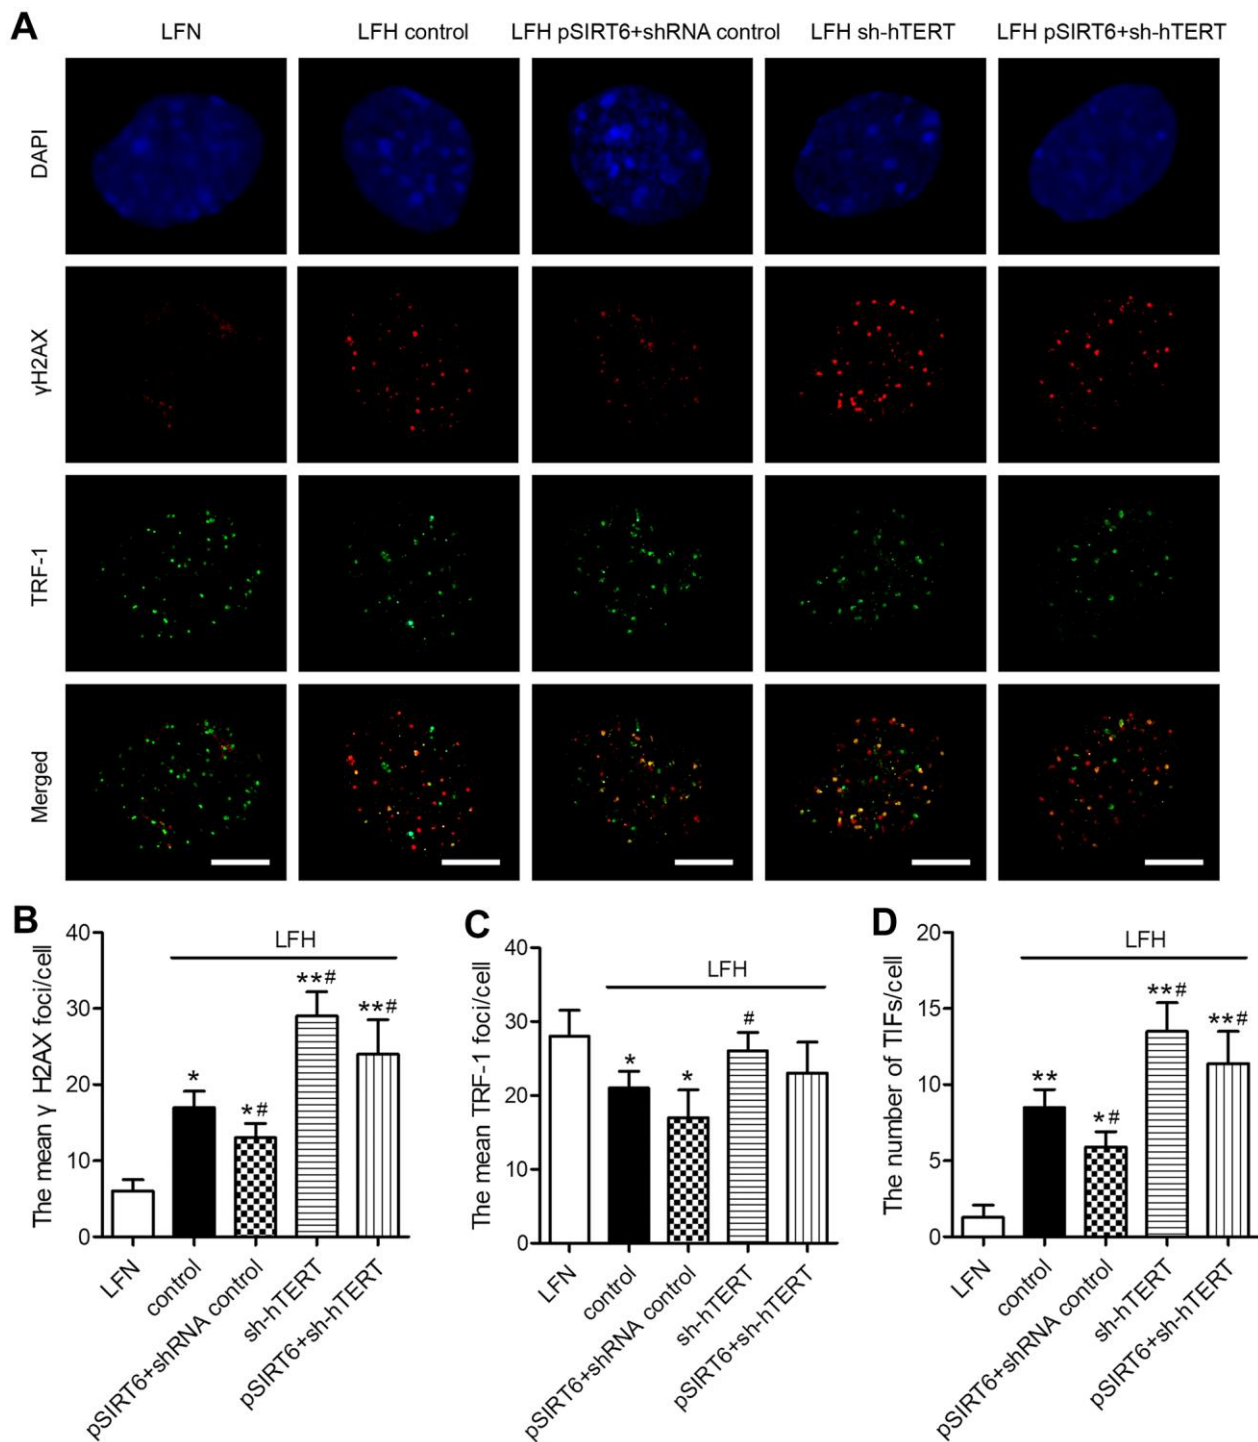 A
LFN
LFH control
LFH pSIRT6+shRNA control
LFH sh-hTERT
LFH pSIRT6+sh-hTERT
DAPI
γH2AX
TRF-1
Merged
B
The mean γ H2AX foci/cell
40
30
20
10
0
LFH
*
*#
**#
**#
LFN
control
pSIRT6+shRNA control
sh-hTERT
pSIRT6+sh-hTERT
C
The mean TRF-1 foci/cell
40
30
20
10
0
LFH
*
*
#
LFN
control
pSIRT6+shRNA control
sh-hTERT
pSIRT6+sh-hTERT
D
The number of TIFs/cell
20
15
10
5
0
LFH
**
*#
**#
**#
LFN
control
pSIRT6+shRNA control
sh-hTERT
pSIRT6+sh-hTERT